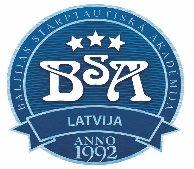 BALTIJAS STARPTAUTISKĀ AKADĒMIJA
BSA
LATVIJA
ANNO
1992